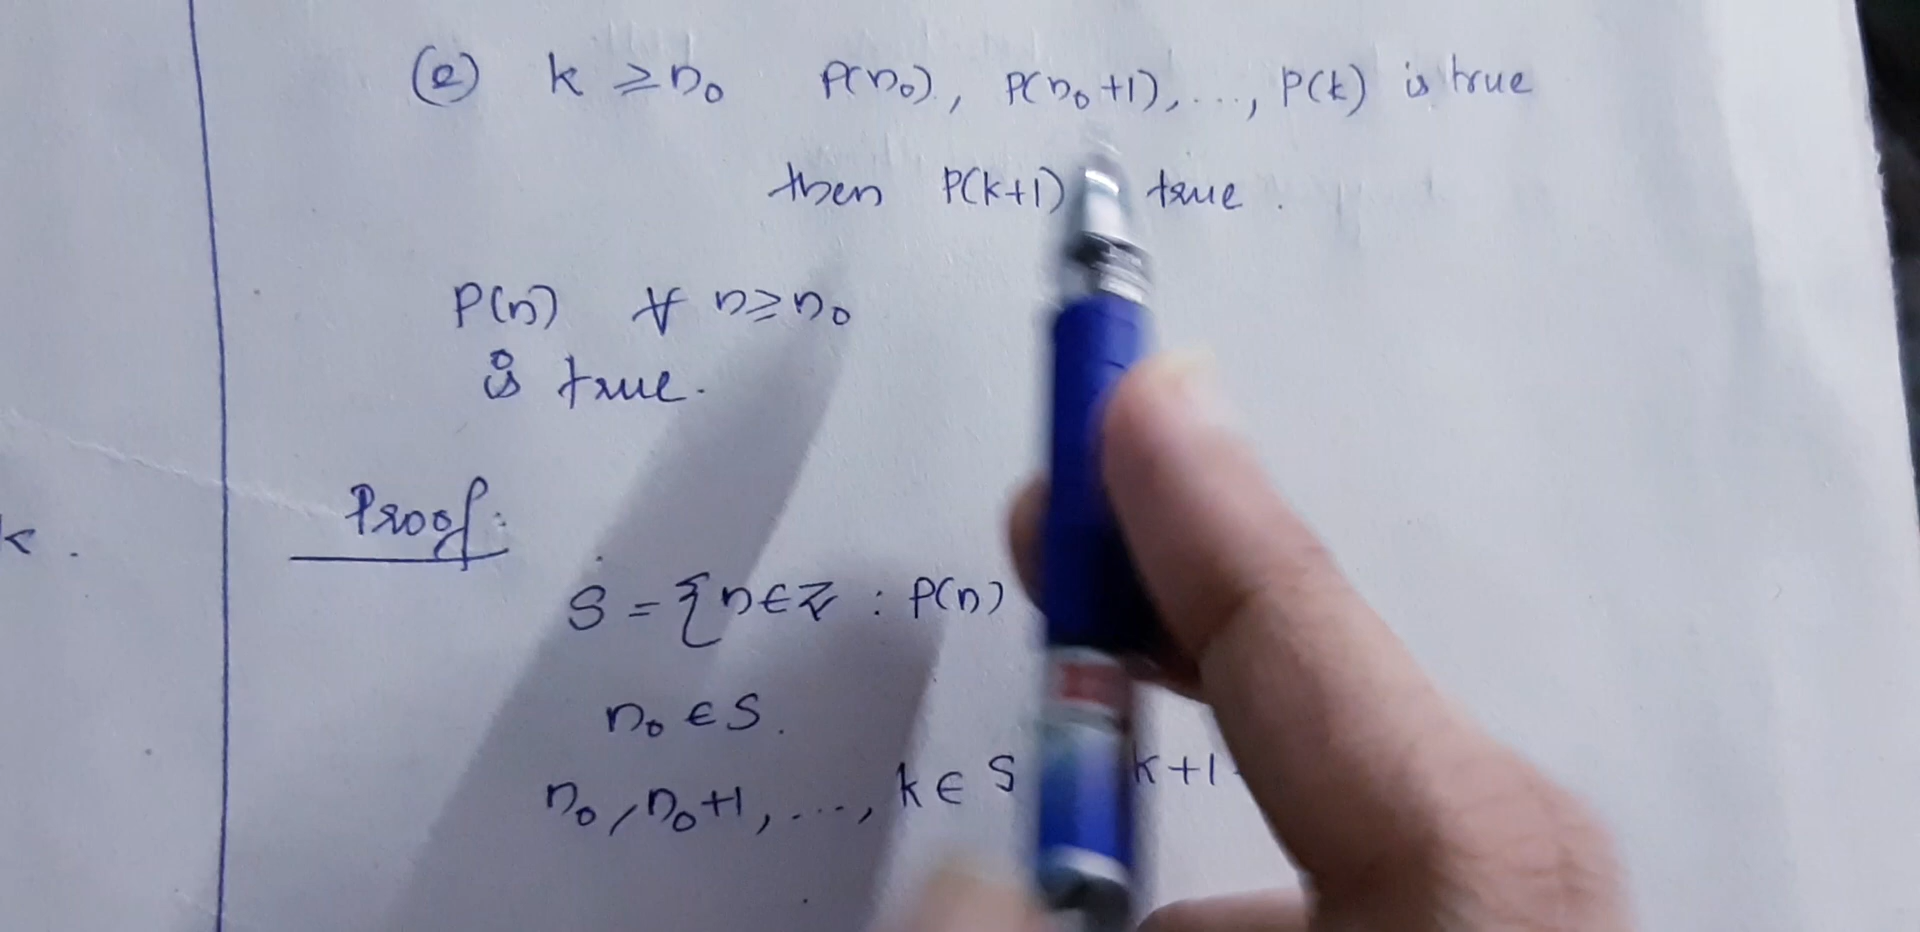 (2) k ≥ n₀ P(n₀), P(n₀+1), ..., P(k) is true
then P(k+1) true.
P(n) ∀ n ≥ n₀
is true.
Proof:
S = {n ∈ ℤ : P(n)
n₀ ∈ S.
n₀, n₀+1, ..., k ∈ S k+1